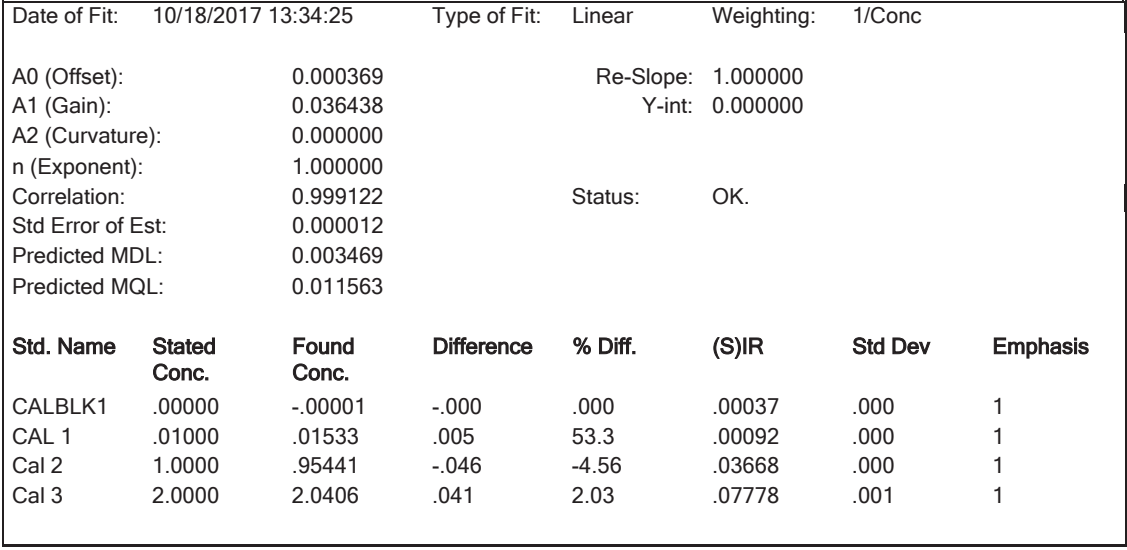 Date of Fit: 10/18/2017 13:34:25 Type of Fit: Linear Weighting: 1/Conc
A0 (Offset): 0.000369 Re-Slope: 1.000000
A1 (Gain): 0.036438 Y-int: 0.000000
A2 (Curvature): 0.000000
n (Exponent): 1.000000
Correlation: 0.999122 Status: OK.
Std Error of Est: 0.000012
Predicted MDL: 0.003469
Predicted MQL: 0.011563
Std. Name Stated Found Difference % Diff. (S)IR Std Dev Emphasis
Conc. Conc.
CALBLK1 .00000 -.00001 -.000 .000 .00037 .000 1
CAL 1 .01000 .01533 .005 53.3 .00092 .000 1
Cal 2 1.0000 .95441 -.046 -4.56 .03668 .000 1
Cal 3 2.0000 2.0406 .041 2.03 .07778 .001 1